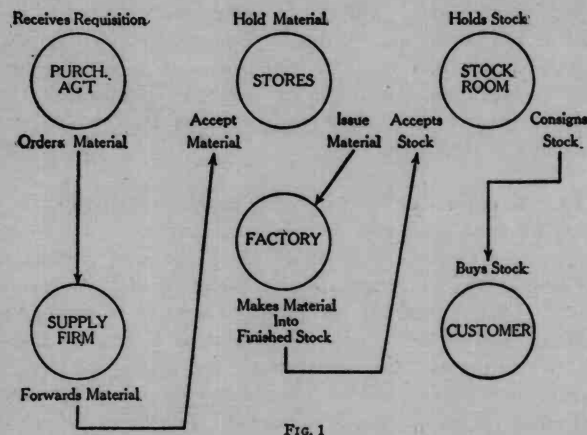 Receives Requisition
PURCH.
AG'T
Orders Material
SUPPLY
FIRM
Forwards Material
Hold Material
STORES
Accept
Material
Issue
Material
FACTORY
Makes Material
Into
Finished Stock
Holds Stock
STOCK
ROOM
Accepts
Stock
Consigns
Stock
Buys Stock
CUSTOMER
FIG. 1